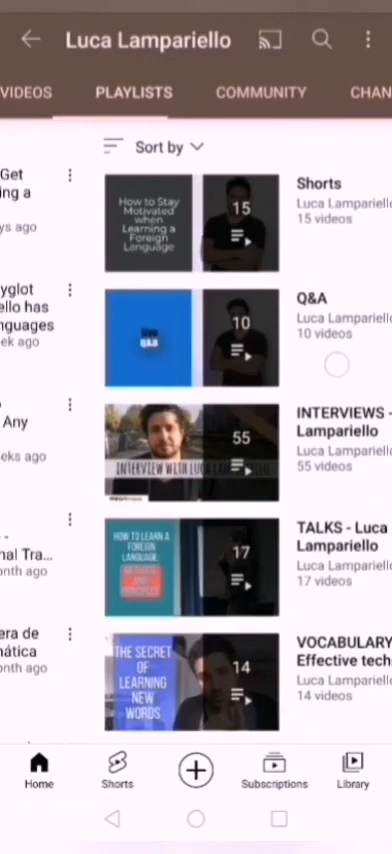 Luca Lampariello
VIDEOS
PLAYLISTS
COMMUNITY
CHAN
Sort by
Get
ing a
ys ago
yglot
ello has
nguages
ek ago
Any
eks ago
-
nal Tra...
onth ago
era de
nática
onth ago
How to Stay
Motivated
when
Learning a
Foreign
Language
15
Shorts
Luca Lampariello
15 videos
Q&A
10
Q&A
Luca Lampariello
10 videos
INTERVIEW WITH LUCA
55
INTERVIEWS -
Lampariello
Luca Lampariello
55 videos
HOW TO LEARN A
FOREIGN
LANGUAGE:
17
TALKS - Luca
Lampariello
Luca Lampariello
17 videos
THE SECRET
OF
LEARNING
NEW
WORDS
14
VOCABULARY
Effective tech
Luca Lampariello
14 videos
Home
Shorts
Subscriptions
Library